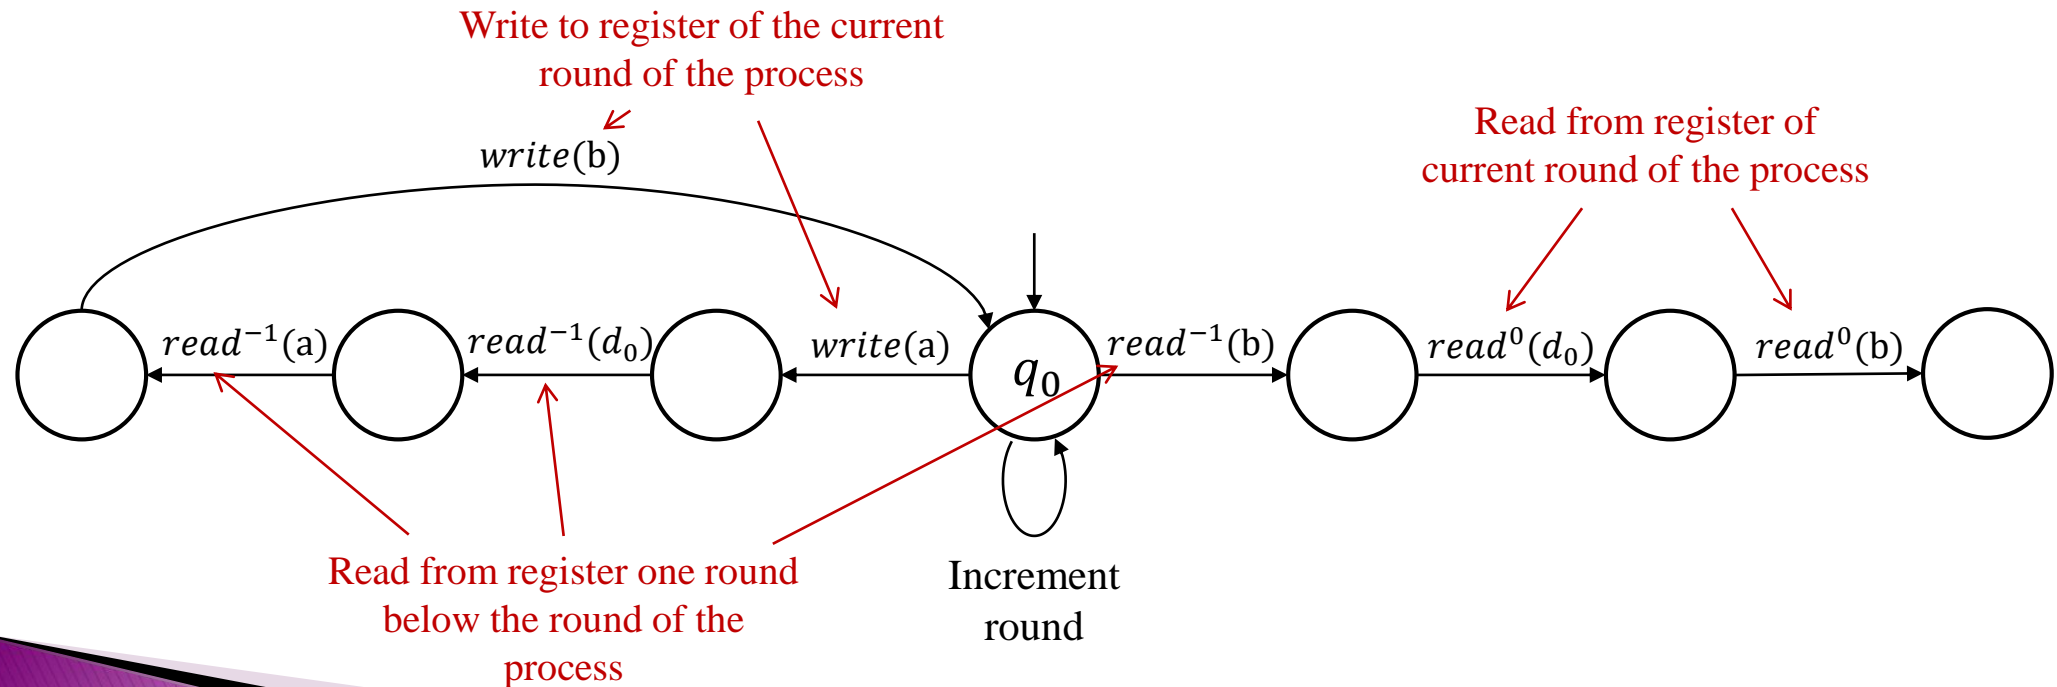 Write to register of the current
round of the process
Read from register of
current round of the process
𝑤𝑟𝑖𝑡𝑒(b)
𝑟𝑒𝑎𝑑⁻¹(a)
𝑟𝑒𝑎𝑑⁻¹(𝑑₀)
𝑤𝑟𝑖𝑡𝑒(a)
𝑞₀
𝑟𝑒𝑎𝑑⁻¹(b)
𝑟𝑒𝑎𝑑⁰(𝑑₀)
𝑟𝑒𝑎𝑑⁰(b)
Read from register one round
below the round of the
process
Increment
round